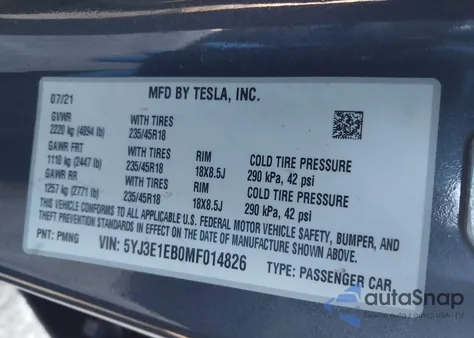 MFD BY TESLA, INC.
07/21
GVWR WITH TIRES
2220 kg (4894 lb) 235/45R18
GAWR FRT WITH TIRES RIM COLD TIRE PRESSURE
1110 kg (2447 lb) 235/45R18 18X8.5J 290 kPa, 42 psi
GAWR RR WITH TIRES RIM COLD TIRE PRESSURE
1257 kg (2771 lb) 235/45R18 18X8.5J 290 kPa, 42 psi
THIS VEHICLE CONFORMS TO ALL APPLICABLE U.S. FEDERAL MOTOR VEHICLE SAFETY, BUMPER, AND
THEFT PREVENTION STANDARDS IN EFFECT ON THE DATE OF MANUFACTURE SHOWN ABOVE.
PNT: PMNG VIN: 5YJ3E1EB0MF014826 TYPE: PASSENGER CAR
autoSnap